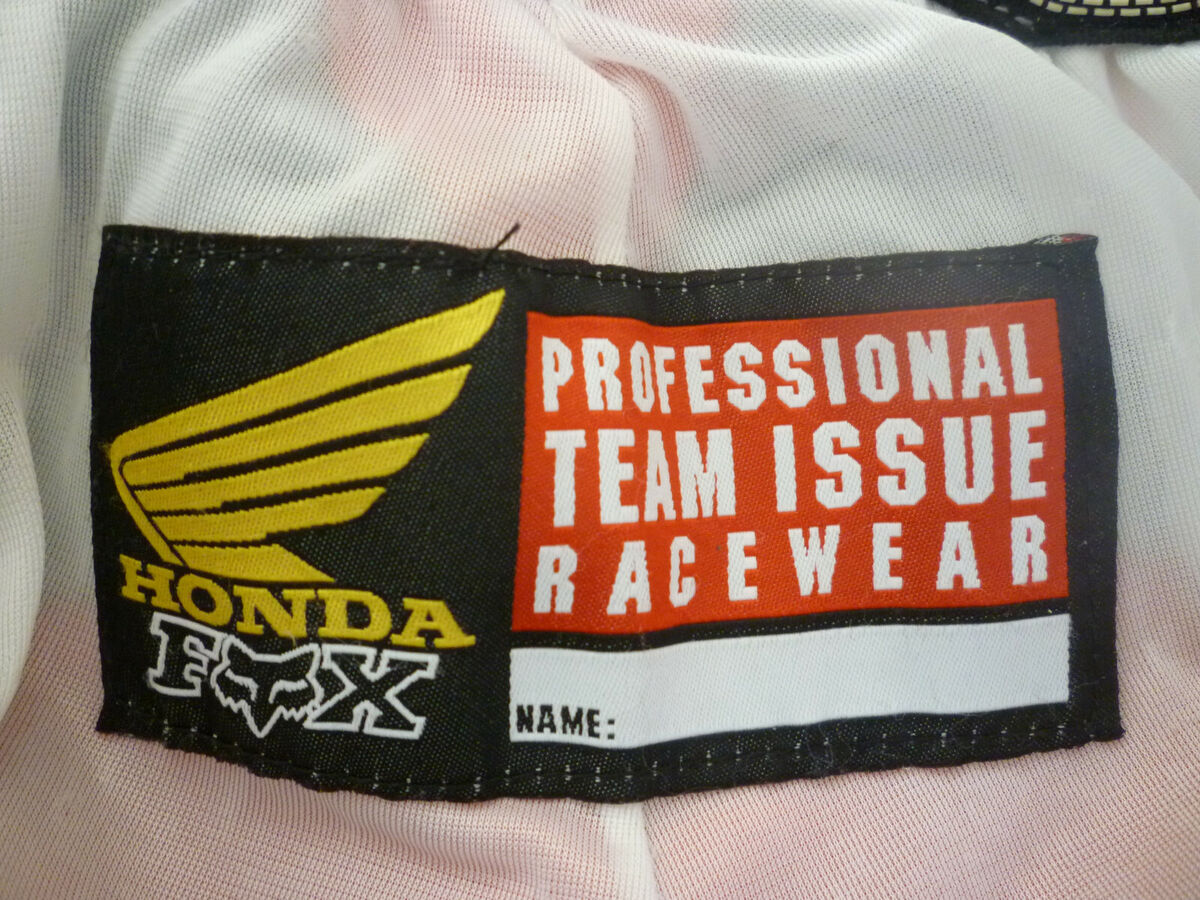 HONDA
FOX
PROFESSIONAL
TEAM ISSUE
RACEWEAR
NAME: